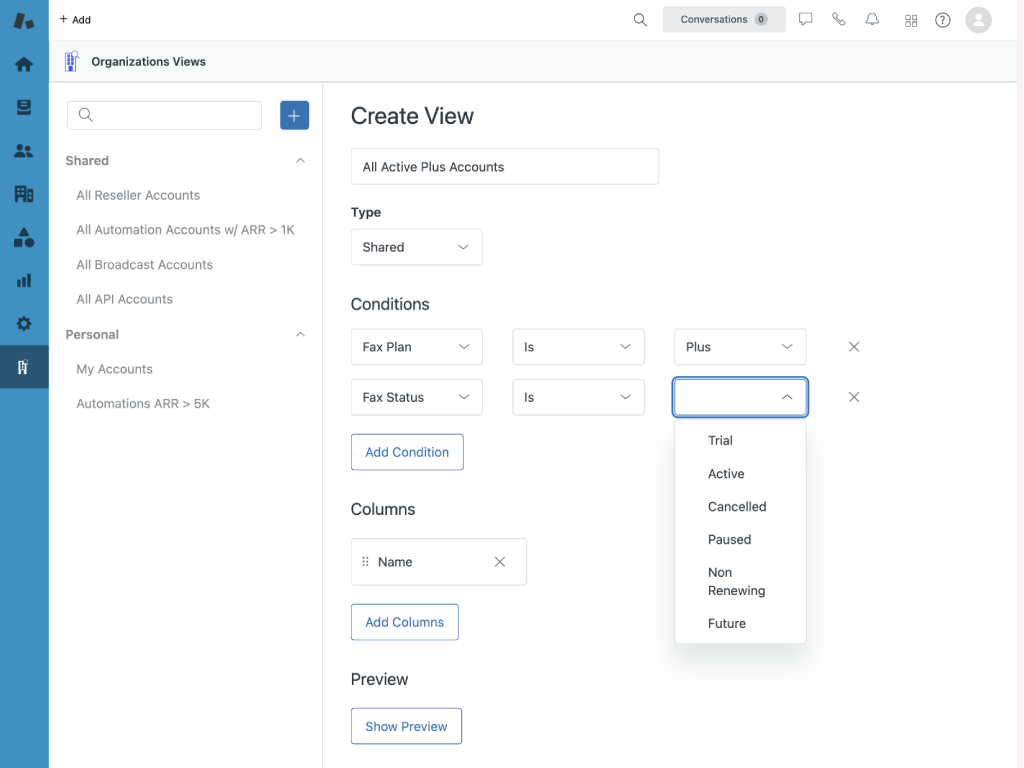 + Add
Conversations 0
Organizations Views
Shared
All Reseller Accounts
All Automation Accounts w/ ARR > 1K
All Broadcast Accounts
All API Accounts
Personal
My Accounts
Automations ARR > 5K
Create View
All Active Plus Accounts
Type
Shared
Conditions
Fax Plan Is Plus
Fax Status Is
Trial
Active
Cancelled
Paused
Non
Renewing
Future
Add Condition
Columns
Name
Add Columns
Preview
Show Preview